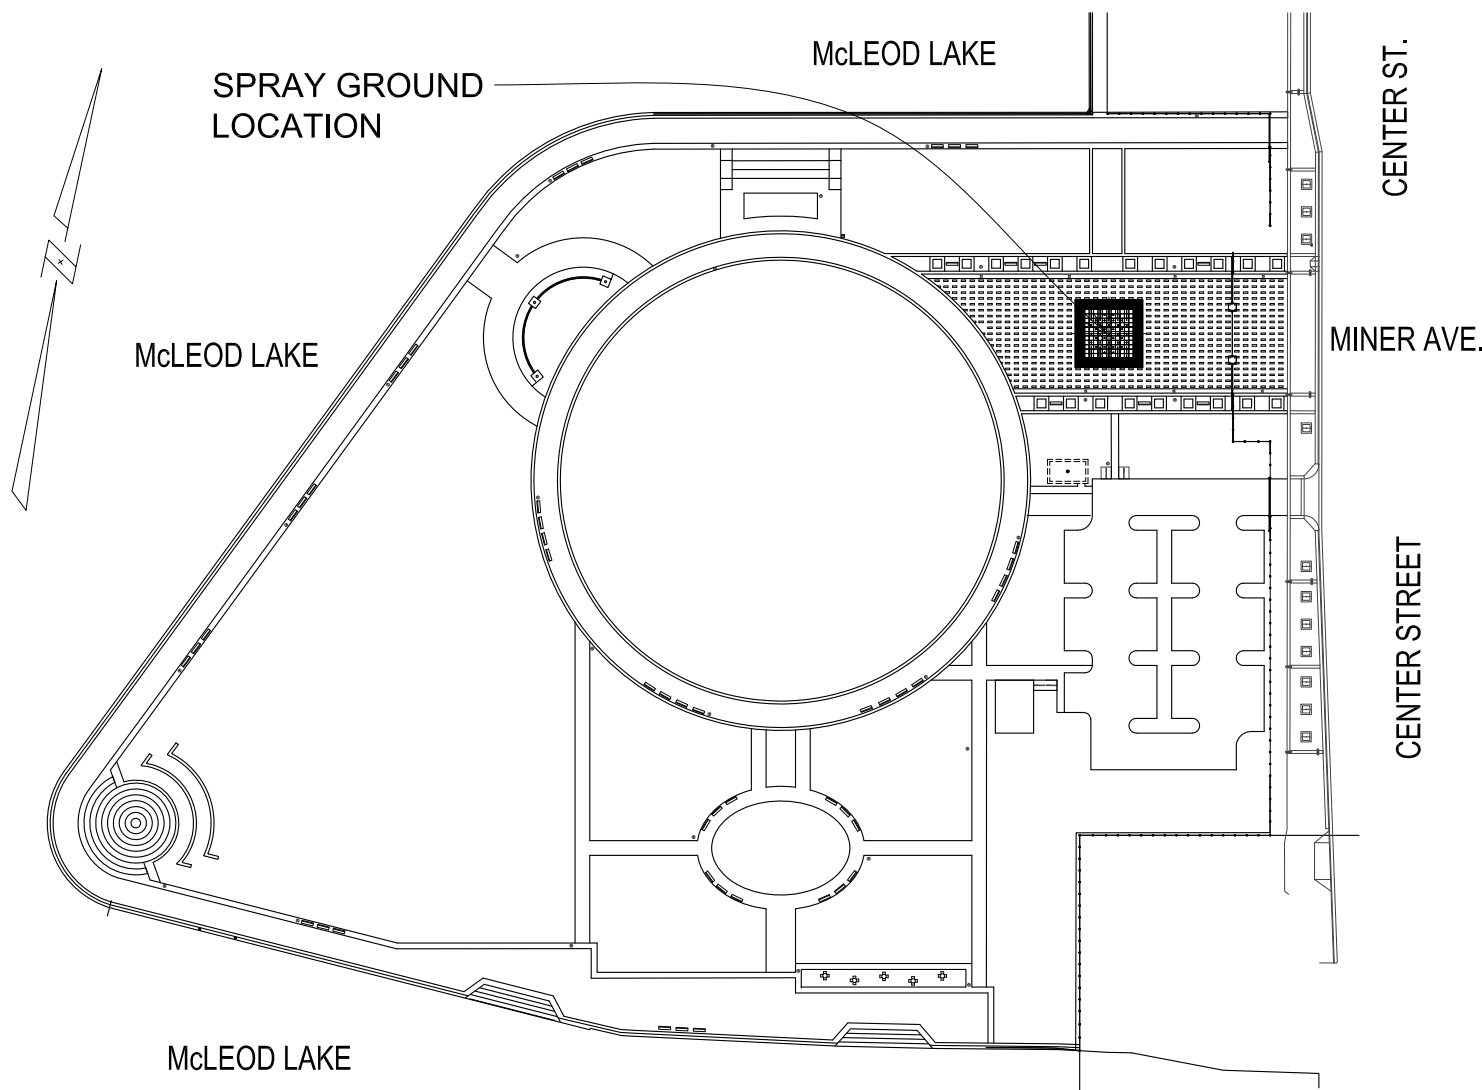 McLEOD LAKE
SPRAY GROUND
LOCATION
CENTER ST.
McLEOD LAKE
MINER AVE.
CENTER STREET
McLEOD LAKE